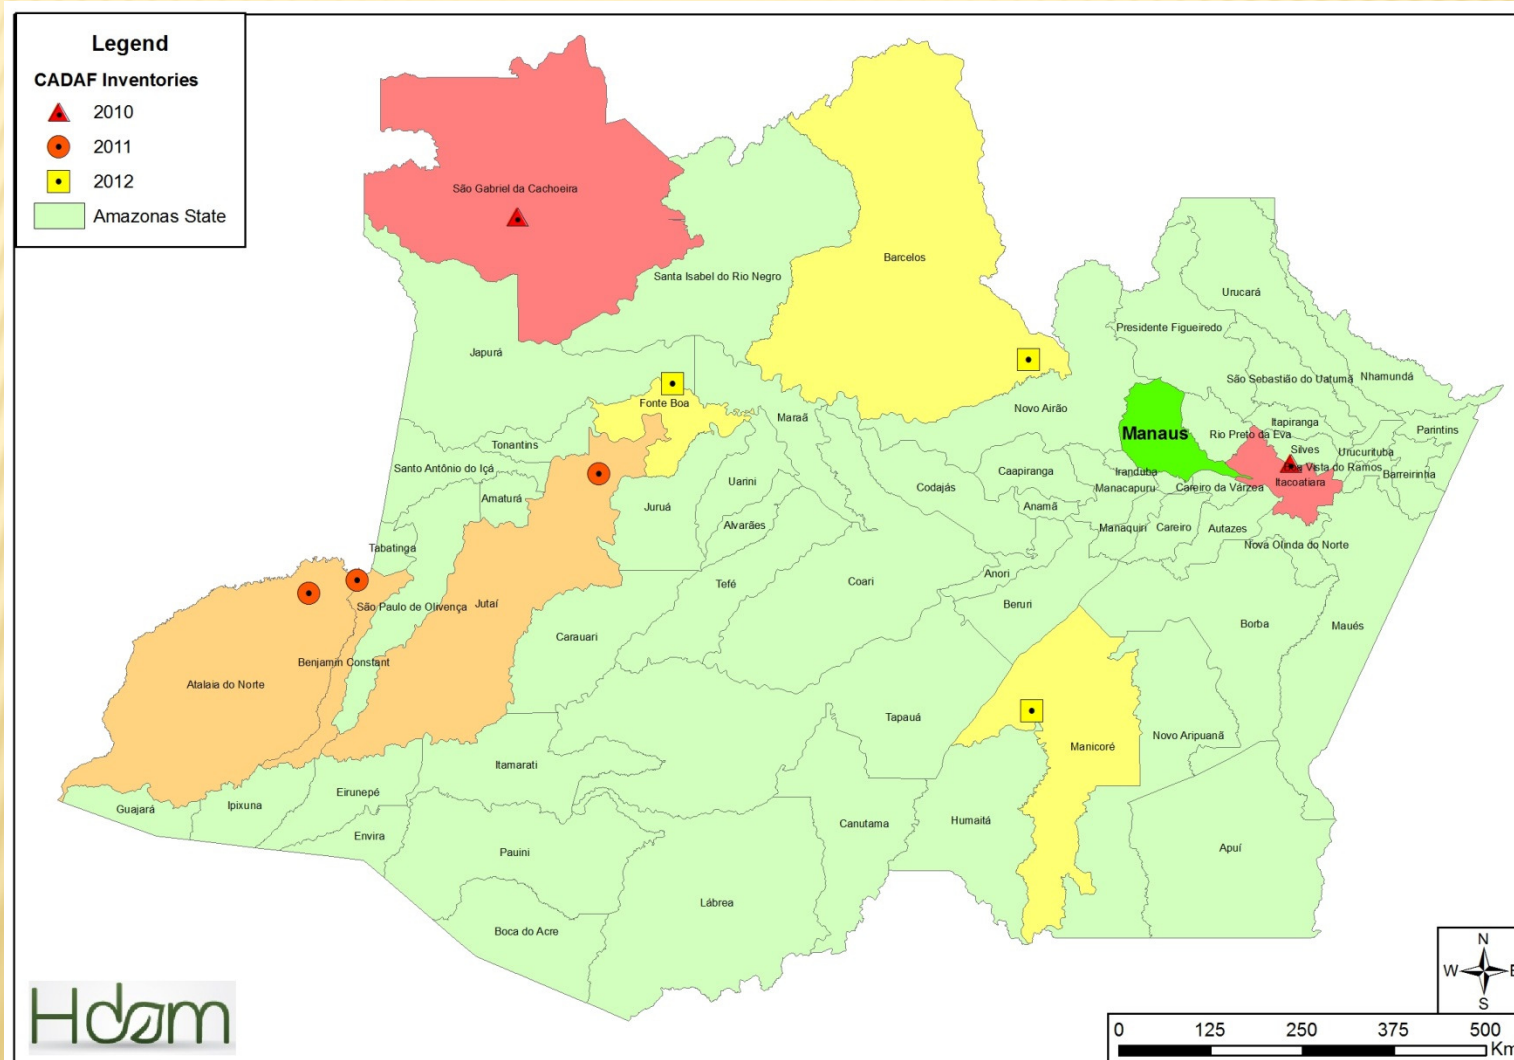 Legend
CADAF Inventories
2010
2011
2012
Amazonas State
São Gabriel da Cachoeira
Santa Isabel do Rio Negro
Barcelos
Urucará
Presidente Figueiredo
Japurá
São Sebastião do Uatumã
Nhamundá
Fonte Boa
Novo Airão
Maraã
Itapiranga
Parintins
Manaus
Rio Preto da Eva
Tonantins
Silves
Urucurituba
Santo Antônio do Içá
Caapiranga
Iranduba
Vista do Ramos
Barreirinha
Uarini
Codajás
Manacapuru
Careiro da Várzea
Itacoatiara
Amaturá
Juruá
Anamã
Alvarães
Manaquiri
Careiro
Autazes
Tabatinga
Nova Olinda do Norte
Anori
Tefé
Coari
São Paulo de Olivença
Jutaí
Beruri
Borba
Maués
Carauari
Benjamin Constant
Atalaia do Norte
Tapauá
Manicoré
Novo Aripuanã
Itamarati
Eirunepé
Guajará
Ipixuna
Humaitá
Canutama
Envira
Apuí
Pauini
Lábrea
Boca do Acre
N
W
E
S
Hdom
0 125 250 375 500
Km